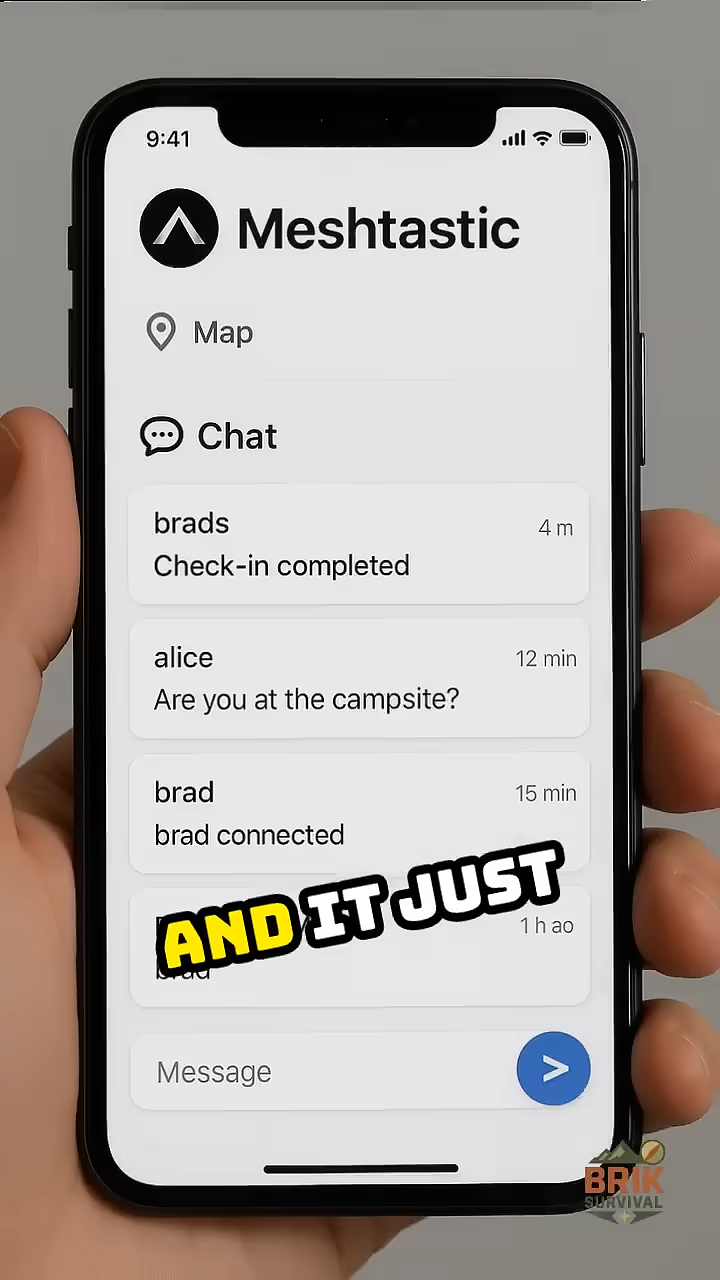 9:41
Meshtastic
Map
Chat
brads
4 m
Check-in completed
alice
12 min
Are you at the campsite?
brad
15 min
brad connected
AND IT JUST
1 h ao
brad
Message
BRIK
SURVIVAL